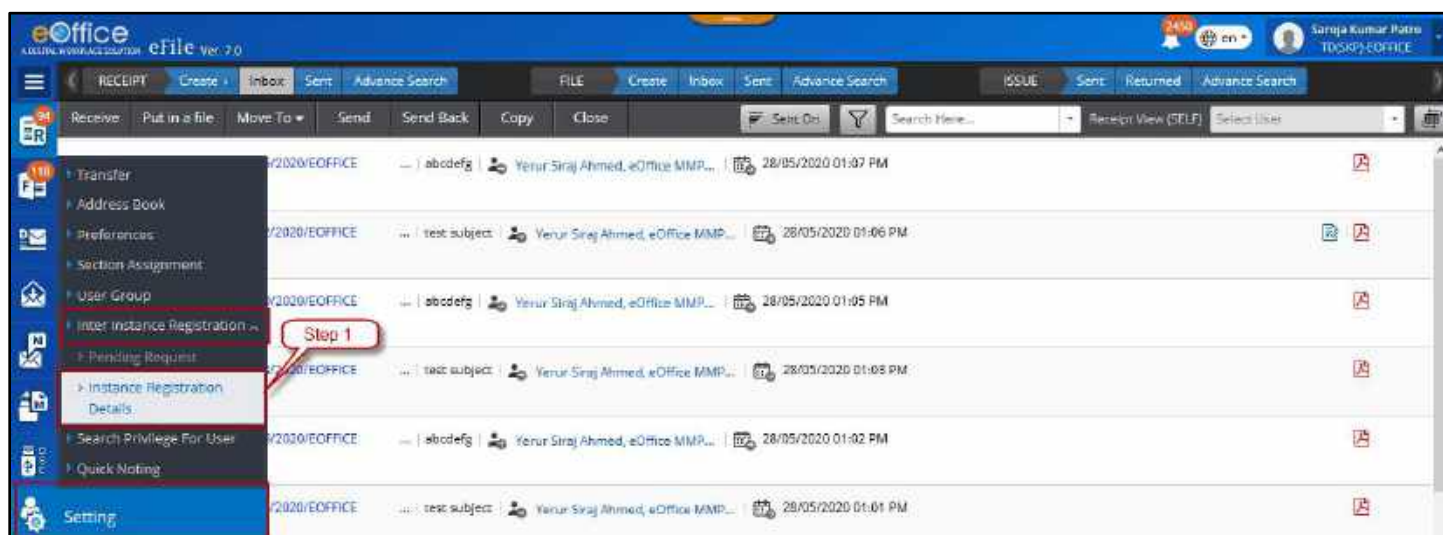 eOffice
A DIGITAL WORKPLACE SOLUTION eFile Ver. 7.0
2450
en
Saroja Kumar Patro
TD(SKP)-EOFFICE
RECEIPT Create Inbox Sent Advance Search FILE Create Inbox Sent Advance Search ISSUE Sent Returned Advance Search
Receive Put in a file Move To Send Send Back Copy Close Sent On Search Here... Receipt View (SELF) Select User
/2020/EOFFICE ... | abcdefg | Yerur Siraj Ahmed, eOffice MMP... | 28/05/2020 01:07 PM
Transfer
Address Book
Preferences
/2020/EOFFICE ... | test subject | Yerur Siraj Ahmed, eOffice MMP... | 28/05/2020 01:06 PM
Section Assignment
User Group
/2020/EOFFICE ... | abcdefg | Yerur Siraj Ahmed, eOffice MMP... | 28/05/2020 01:05 PM
Inter Instance Registration
Step 1
Pending Request
/2020/EOFFICE ... | test subject | Yerur Siraj Ahmed, eOffice MMP... | 28/05/2020 01:03 PM
Instance Registration
Details
Search Privilege For User
/2020/EOFFICE ... | abcdefg | Yerur Siraj Ahmed, eOffice MMP... | 28/05/2020 01:02 PM
Quick Noting
Setting
/2020/EOFFICE ... | test subject | Yerur Siraj Ahmed, eOffice MMP... | 28/05/2020 01:01 PM